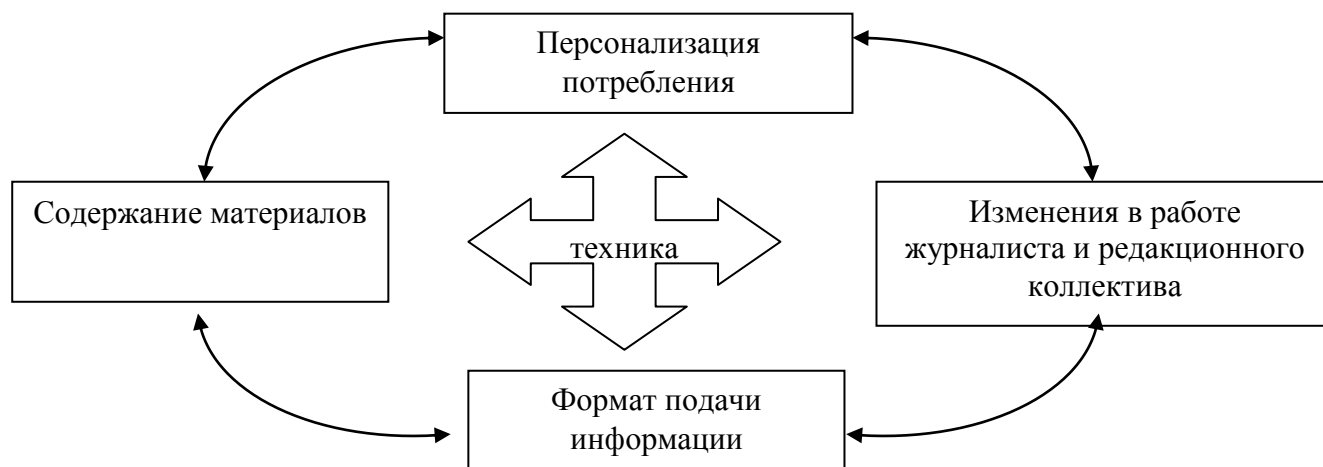 Персонализация
потребления
Содержание материалов
техника
Изменения в работе
журналиста и редакционного
коллектива
Формат подачи
информации